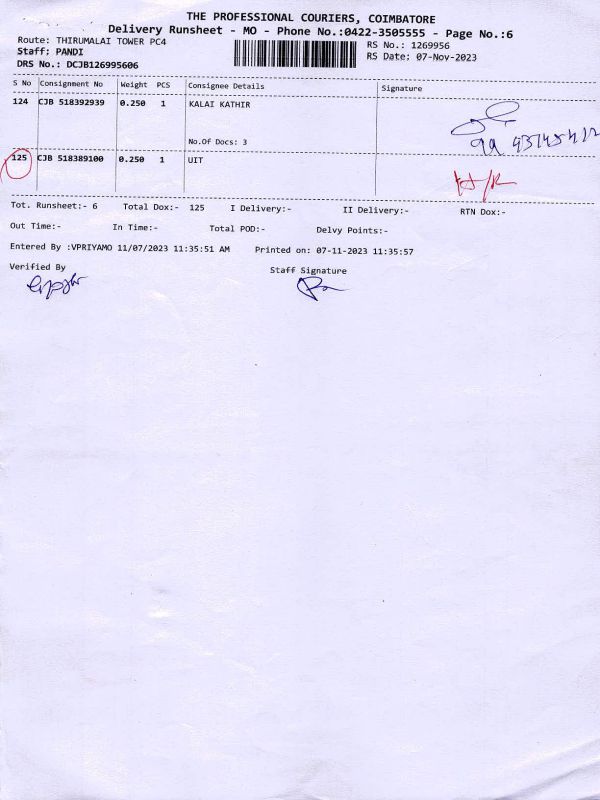 THE PROFESSIONAL COURIERS, COIMBATORE
Delivery Runsheet - MO - Phone No.:0422-3505555 - Page No.:6
Route: THIRUMALAI TOWER PC4
RS No.: 1269956
Staff: PANDI
RS Date: 07-Nov-2023
DRS No.: DCJB126995606
S No Consignment No Weight PCS Consignee Details Signature
124 CJB 518392939 0.250 1 KALAI KATHIR
No.Of Docs: 3
125 CJB 518389100 0.250 1 UIT
Tot. Runsheet:- 6 Total Dox:- 125 I Delivery:- II Delivery:- RTN Dox:-
Out Time:- In Time:- Total POD:- Delvy Points:-
Entered By :VPRIYAMO 11/07/2023 11:35:51 AM Printed on: 07-11-2023 11:35:57
Verified By Staff Signature